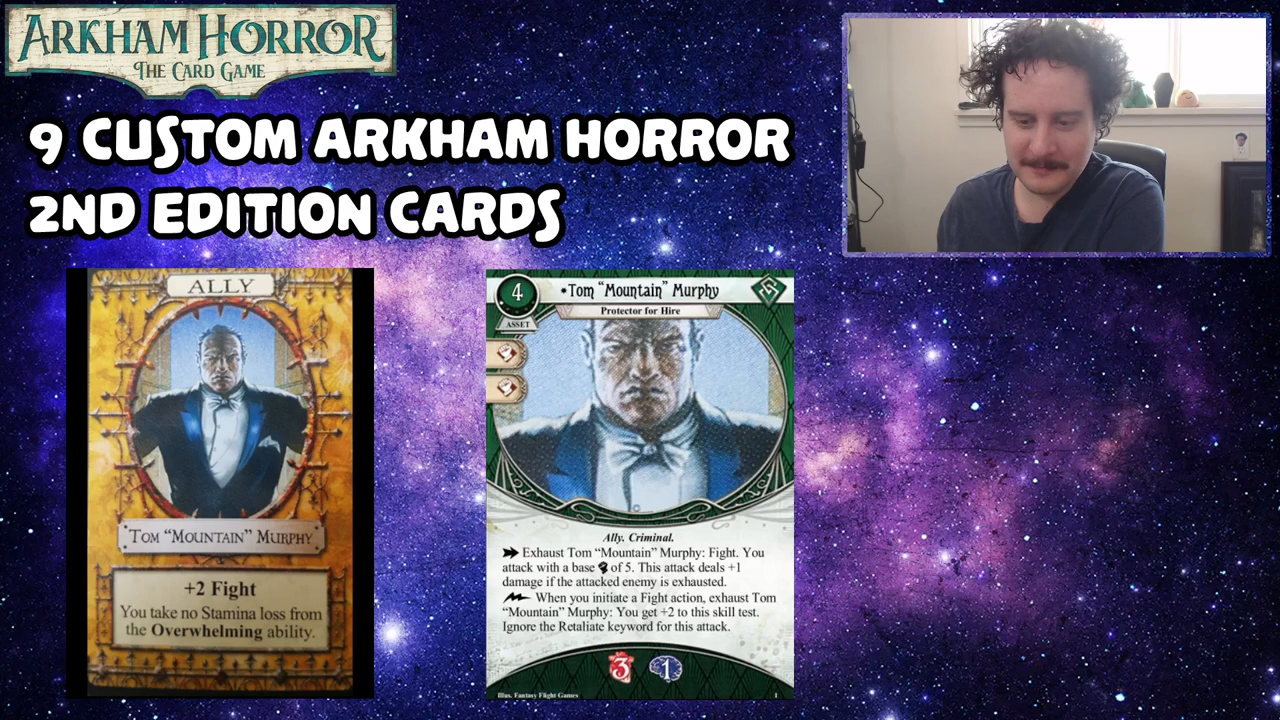 ARKHAM HORROR
THE CARD GAME
9 CUSTOM ARKHAM HORROR
2ND EDITION CARDS
ALLY
TOM “MOUNTAIN” MURPHY
+2 Fight
You take no Stamina loss from
the Overwhelming ability.
4
Tom “Mountain” Murphy
Protector for Hire
ASSET
Ally. Criminal.
Exhaust Tom “Mountain” Murphy: Fight. You
attack with a base of 5. This attack deals +1
damage if the attacked enemy is exhausted.
When you initiate a Fight action, exhaust Tom
“Mountain” Murphy: You get +2 to this skill test.
Ignore the Retaliate keyword for this attack.
3
1
Illus. Fantasy Flight Games
1